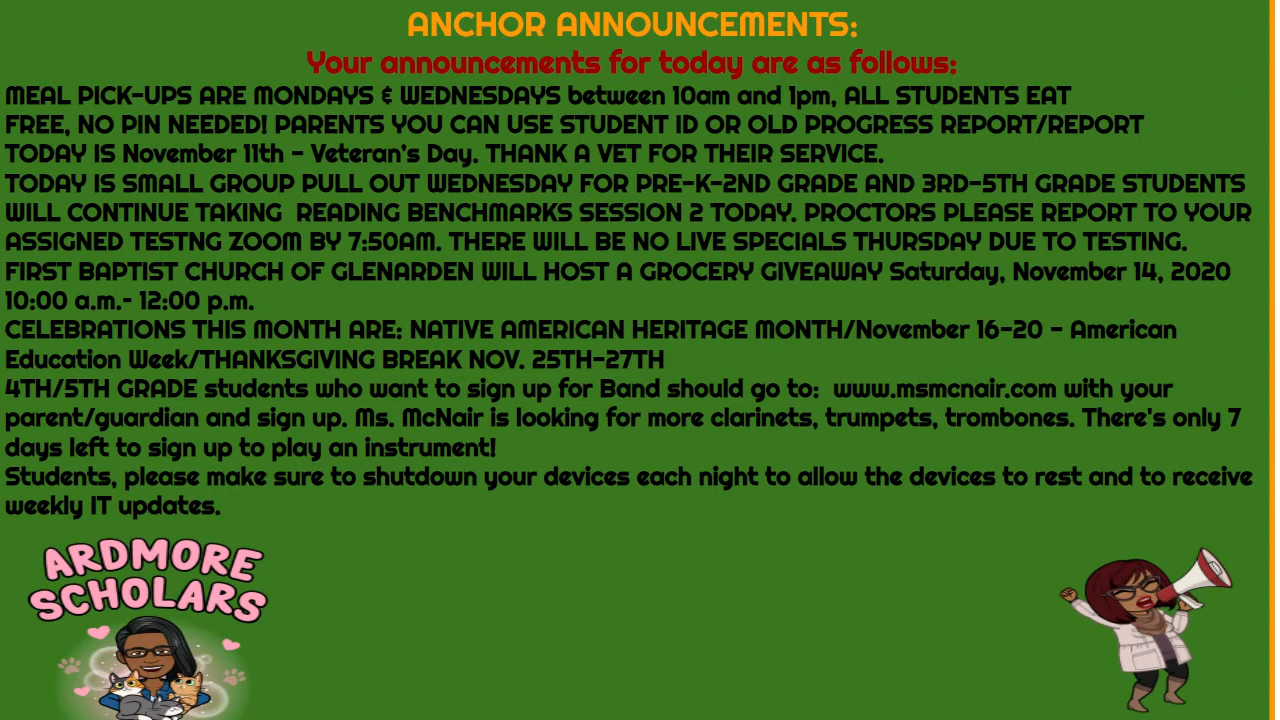 ANCHOR ANNOUNCEMENTS:
Your announcements for today are as follows:
MEAL PICK-UPS ARE MONDAYS & WEDNESDAYS between 10am and 1pm, ALL STUDENTS EAT
FREE, NO PIN NEEDED! PARENTS YOU CAN USE STUDENT ID OR OLD PROGRESS REPORT/REPORT
TODAY IS November 11th - Veteran's Day. THANK A VET FOR THEIR SERVICE.
TODAY IS SMALL GROUP PULL OUT WEDNESDAY FOR PRE-K-2ND GRADE AND 3RD-5TH GRADE STUDENTS
WILL CONTINUE TAKING  READING BENCHMARKS SESSION 2 TODAY. PROCTORS PLEASE REPORT TO YOUR
ASSIGNED TESTNG ZOOM BY 7:50AM. THERE WILL BE NO LIVE SPECIALS THURSDAY DUE TO TESTING.
FIRST BAPTIST CHURCH OF GLENARDEN WILL HOST A GROCERY GIVEAWAY Saturday, November 14, 2020
10:00 a.m.- 12:00 p.m.
CELEBRATIONS THIS MONTH ARE: NATIVE AMERICAN HERITAGE MONTH/November 16-20 - American
Education Week/THANKSGIVING BREAK NOV. 25TH-27TH
4TH/5TH GRADE students who want to sign up for Band should go to:  www.msmcnair.com with your
parent/guardian and sign up. Ms. McNair is looking for more clarinets, trumpets, trombones. There's only 7
days left to sign up to play an instrument!
Students, please make sure to shutdown your devices each night to allow the devices to rest and to receive
weekly IT updates.
ARDMORE
SCHOLARS